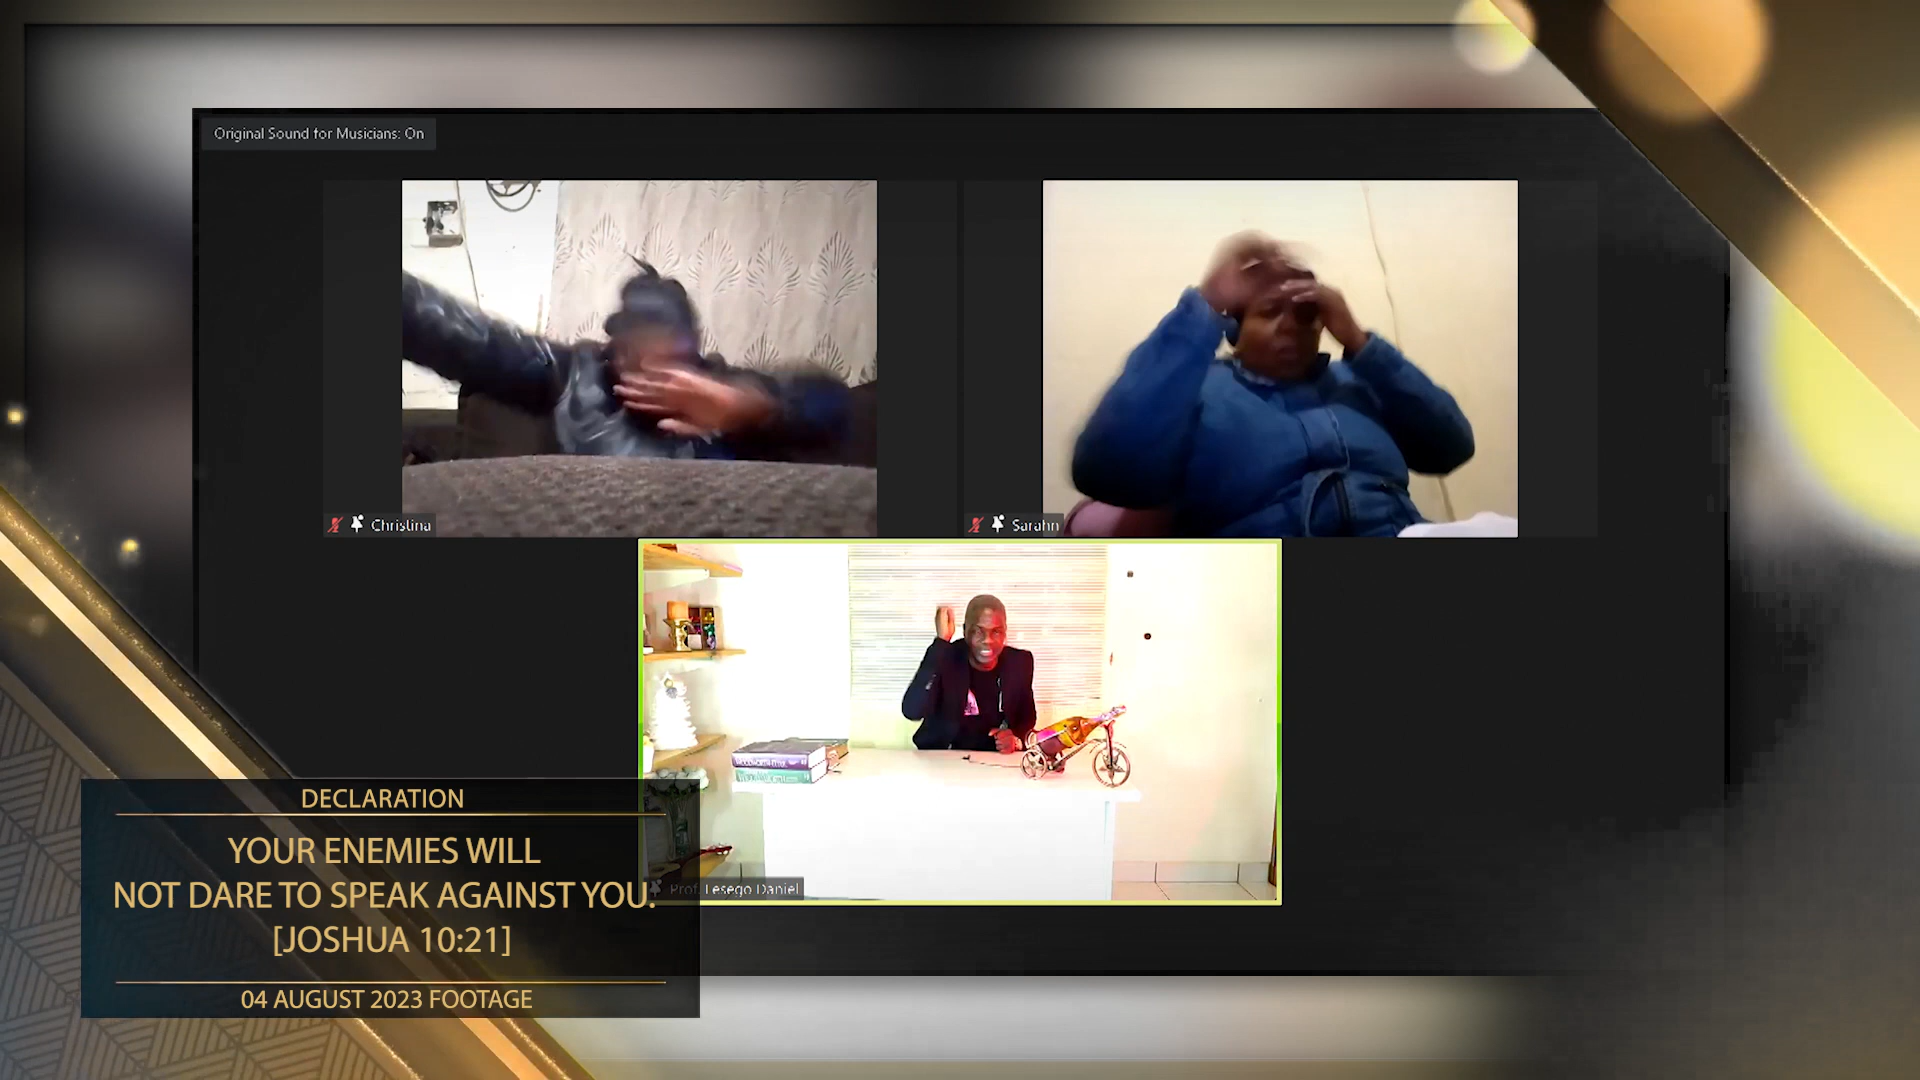 Original Sound for Musicians: On
Christina
Sarahn
Prof. Lesego Daniel
DECLARATION
YOUR ENEMIES WILL
NOT DARE TO SPEAK AGAINST YOU.
[JOSHUA 10:21]
04 AUGUST 2023 FOOTAGE